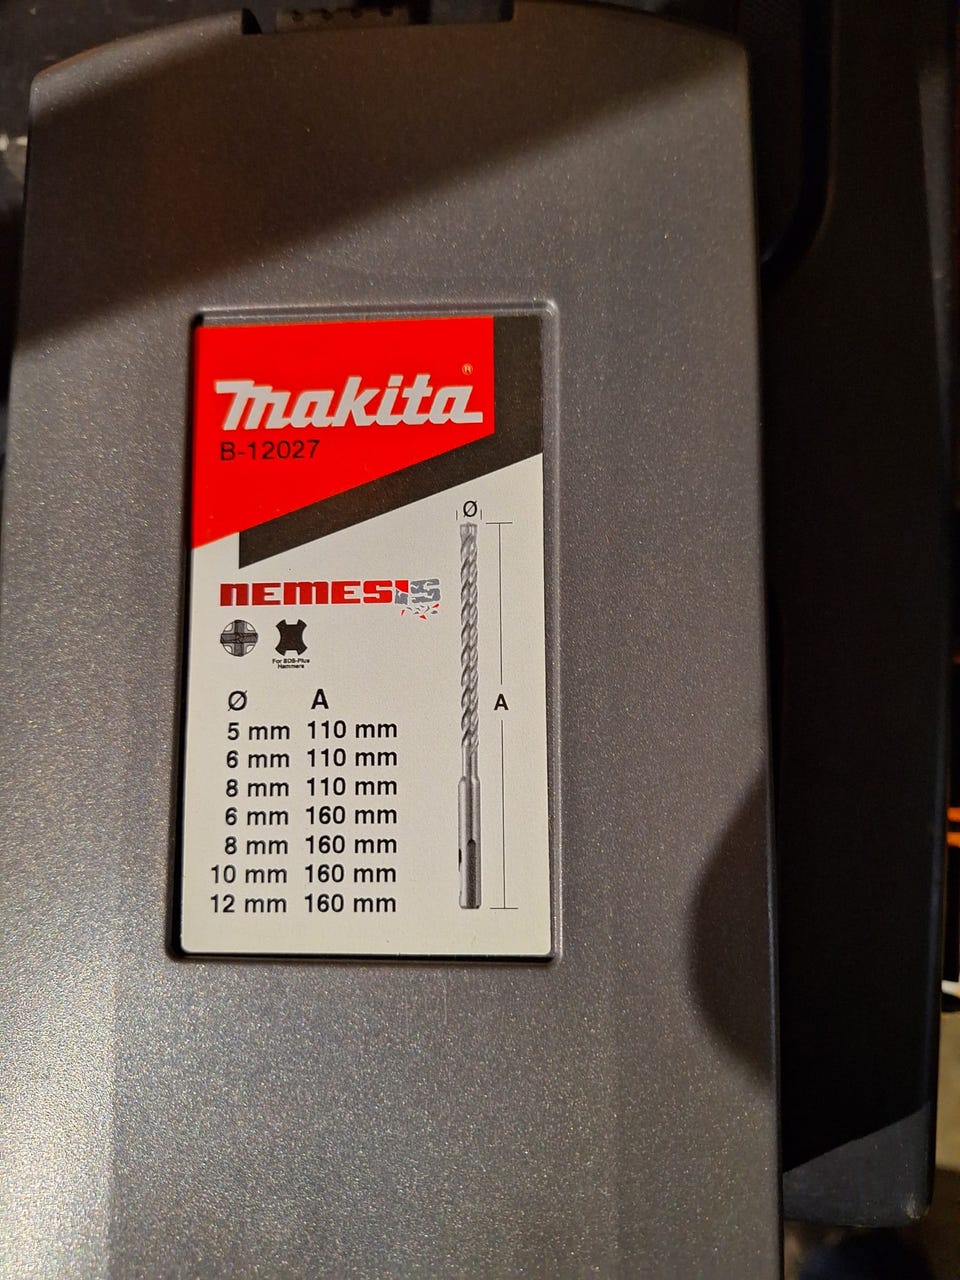 makita®
B-12027
Ø
NEMESIS
For SDS-Plus
Hammers
Ø A
5 mm 110 mm
6 mm 110 mm
8 mm 110 mm
6 mm 160 mm
8 mm 160 mm
10 mm 160 mm
12 mm 160 mm
A